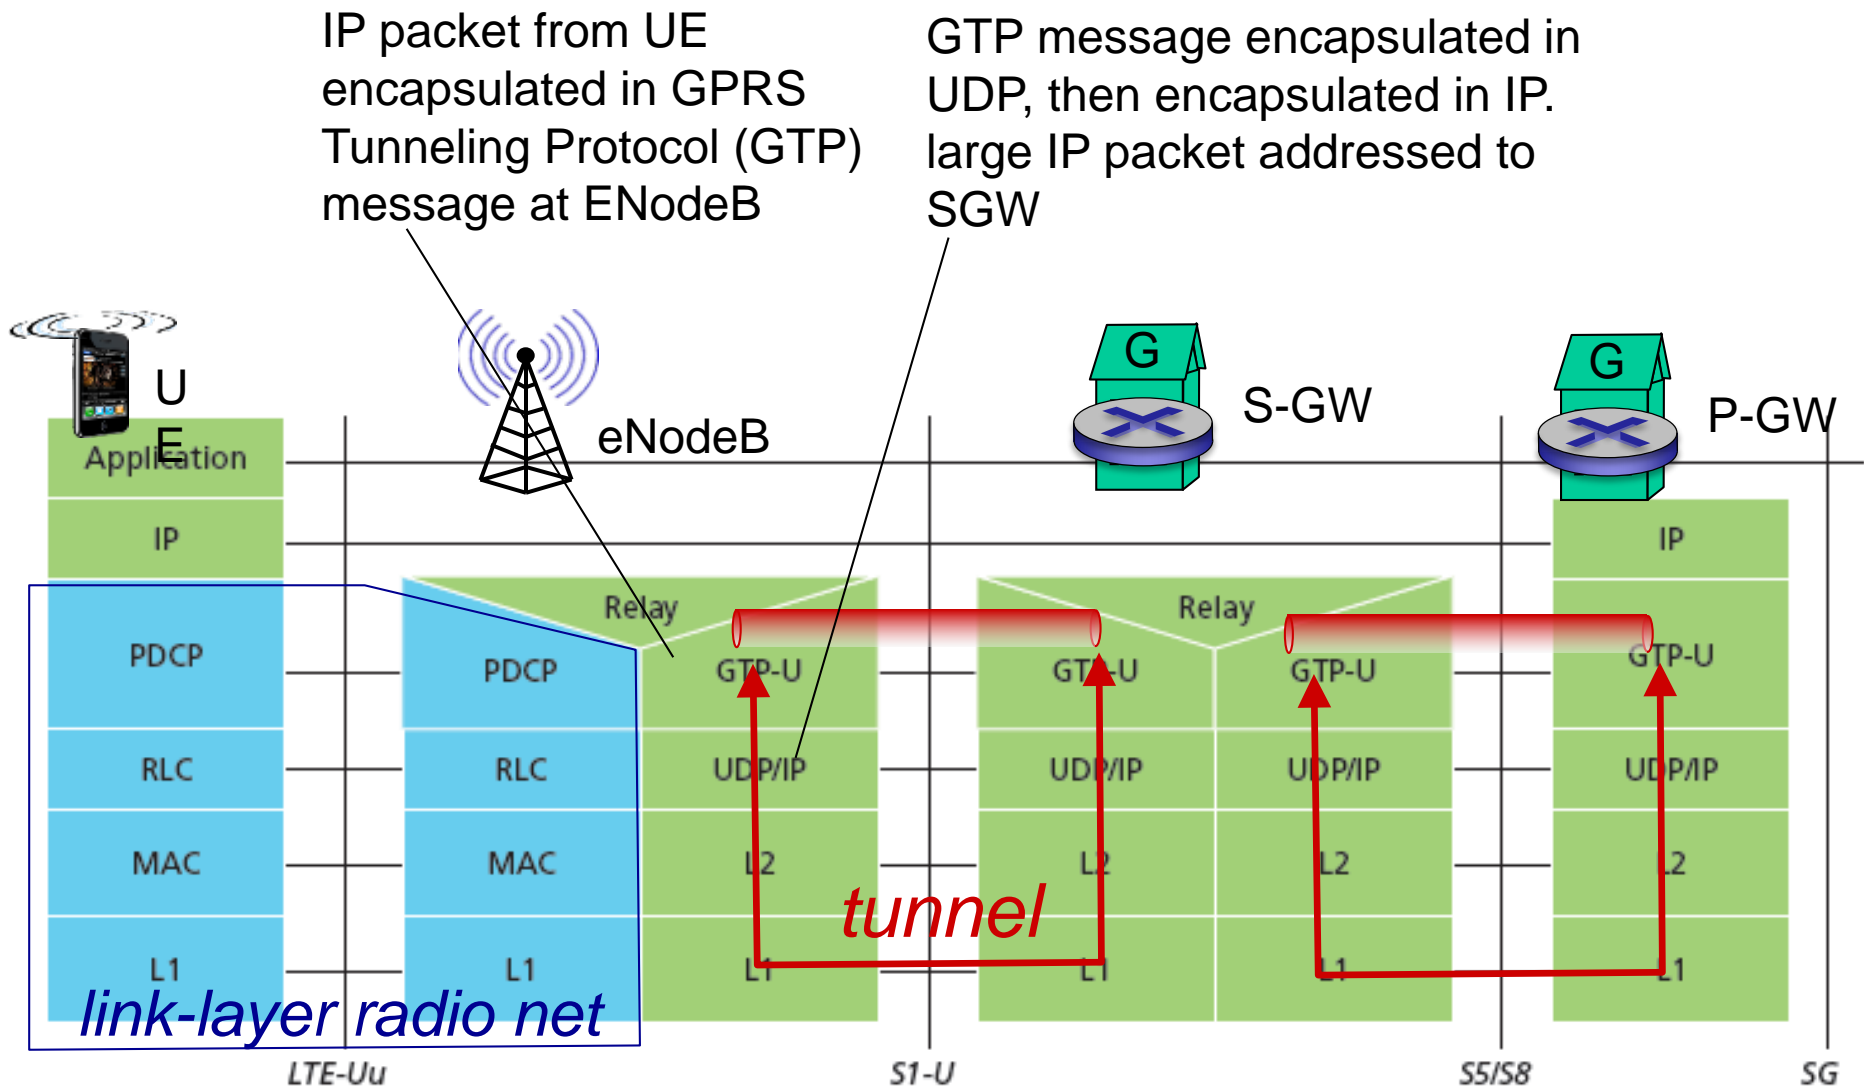 IP packet from UE
encapsulated in GPRS
Tunneling Protocol (GTP)
message at ENodeB
GTP message encapsulated in
UDP, then encapsulated in IP.
large IP packet addressed to
SGW
U
E
eNodeB
G
S-GW
G
P-GW
Application
IP
IP
Relay
Relay
PDCP
PDCP
GTP-U
GTP-U
GTP-U
GTP-U
RLC
RLC
UDP/IP
UDP/IP
UDP/IP
UDP/IP
MAC
MAC
L2
L2
L2
L2
tunnel
L1
L1
L1
L1
L1
L1
link-layer radio net
LTE-Uu
S1-U
S5/S8
SG